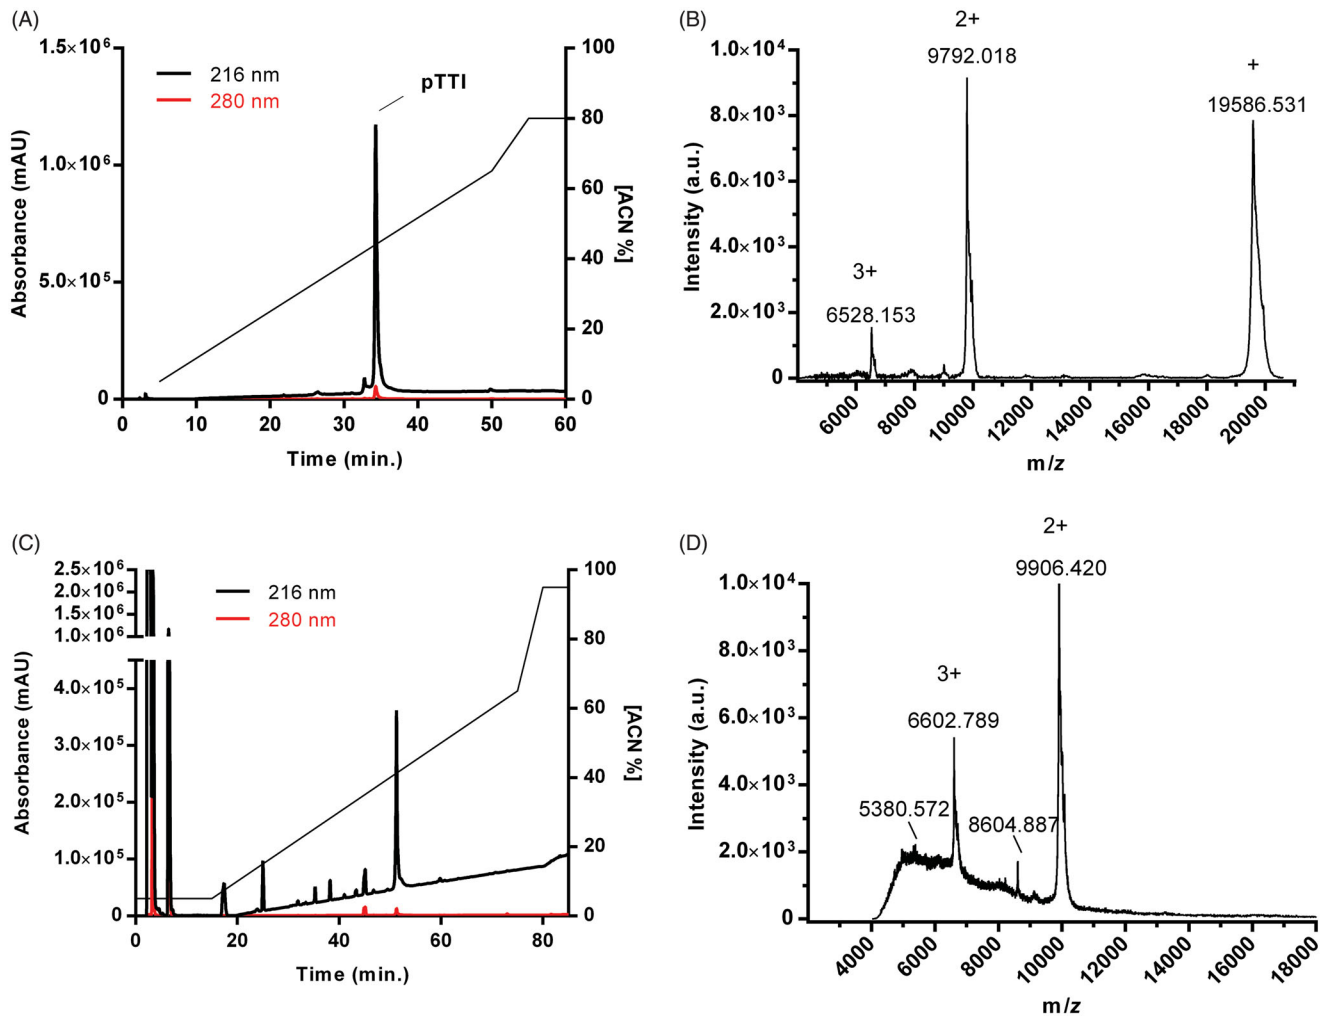 (A)
1.5×10⁶
1.0×10⁶
5.0×10⁵
0
Absorbance (mAU)
216 nm
280 nm
pTTI
100
80
60
40
20
0
[ACN %]
0 10 20 30 40 50 60
Time (min.)
(B)
2+
9792.018
+
19586.531
3+
6528.153
1.0×10⁴
8.0×10³
6.0×10³
4.0×10³
2.0×10³
0
Intensity (a.u.)
6000 8000 10000 12000 14000 16000 18000 20000
m/z
(C)
2.5×10⁶
2.0×10⁶
1.5×10⁶
1.0×10⁶
4.0×10⁵
3.0×10⁵
2.0×10⁵
1.0×10⁵
0
Absorbance (mAU)
216 nm
280 nm
100
80
60
40
20
0
[ACN %]
0 20 40 60 80
Time (min.)
(D)
2+
9906.420
3+
6602.789
5380.572
8604.887
1.0×10⁴
8.0×10³
6.0×10³
4.0×10³
2.0×10³
0
Intensity (a.u.)
4000 6000 8000 10000 12000 14000 16000 18000
m/z